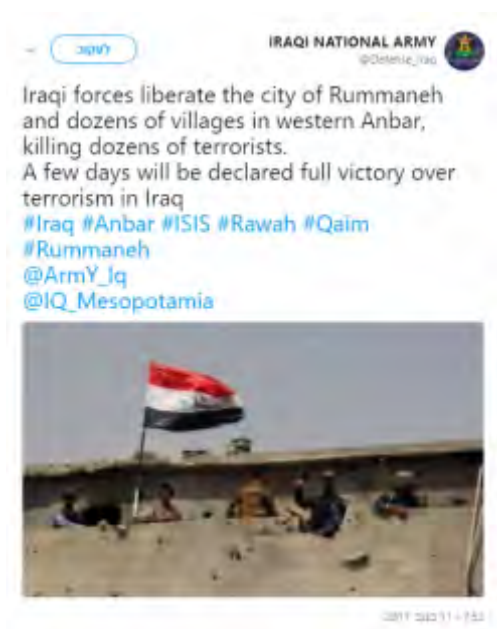 לעקוב
IRAQI NATIONAL ARMY
Iraqi forces liberate the city of Rummaneh
and dozens of villages in western Anbar,
killing dozens of terrorists.
A few days will be declared full victory over
terrorism in Iraq
#Iraq #Anbar #ISIS #Rawah #Qaim
#Rummaneh
@ArmY_Iq
@IQ_Mesopotamia